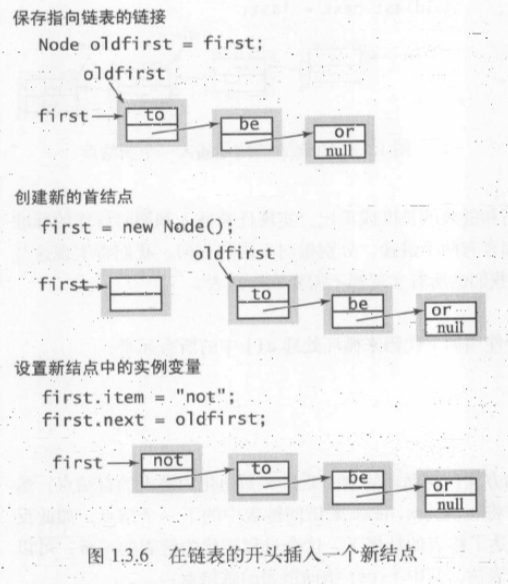 保存指向链表的链接
Node oldfirst = first;
oldfirst
first
to
be
or
null
创建新的首结点
first = new Node();
oldfirst
first
to
be
or
null
设置新结点中的实例变量
first.item = "not";
first.next = oldfirst;
first
not
to
be
or
null
图 1.3.6 在链表的开头插入一个新结点